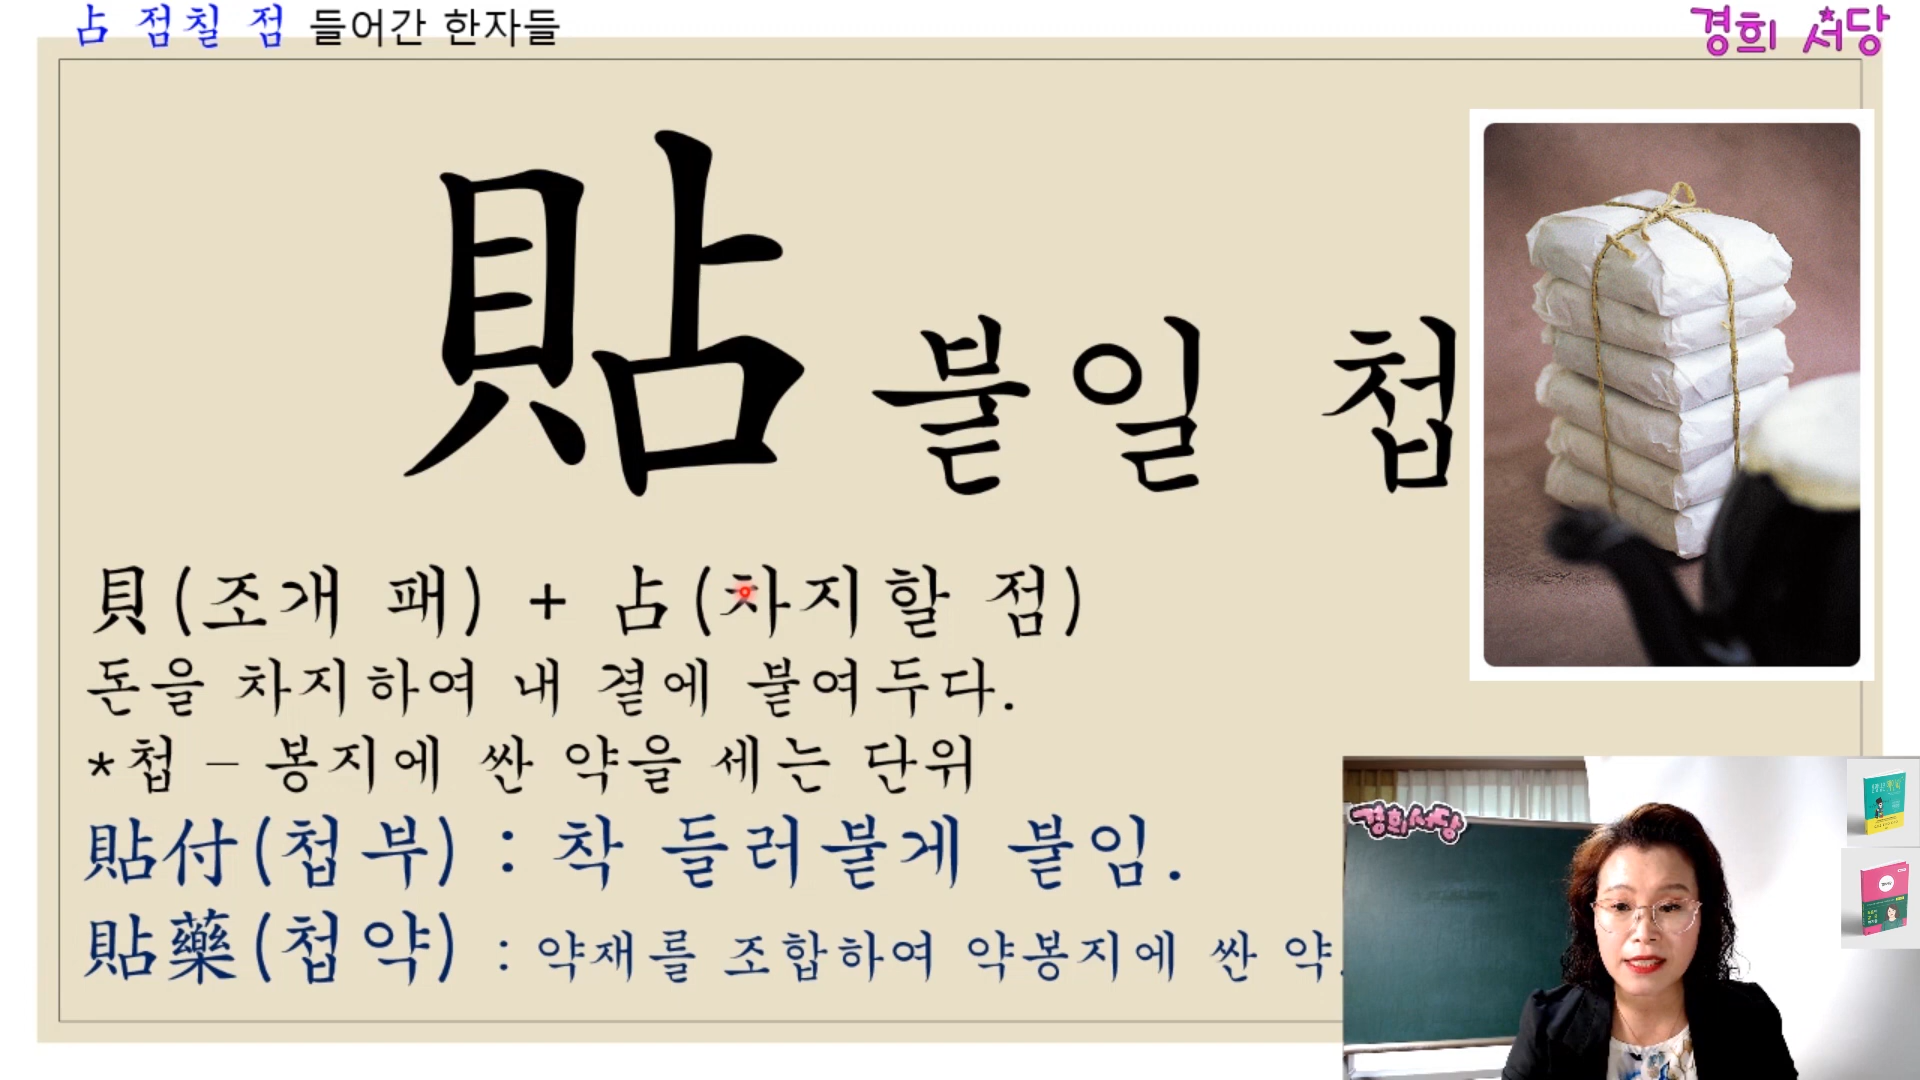 占 점칠 점 들어간 한자들
경희 서당
貼 붙일 첩
貝(조개 패) + 占(차지할 점)
돈을 차지하여 내 곁에 붙여두다.
*첩 – 봉지에 싼 약을 세는 단위
貼付(첩부) : 착 들러붙게 붙임.
貼藥(첩약) : 약재를 조합하여 약봉지에 싼 약.
경희서당